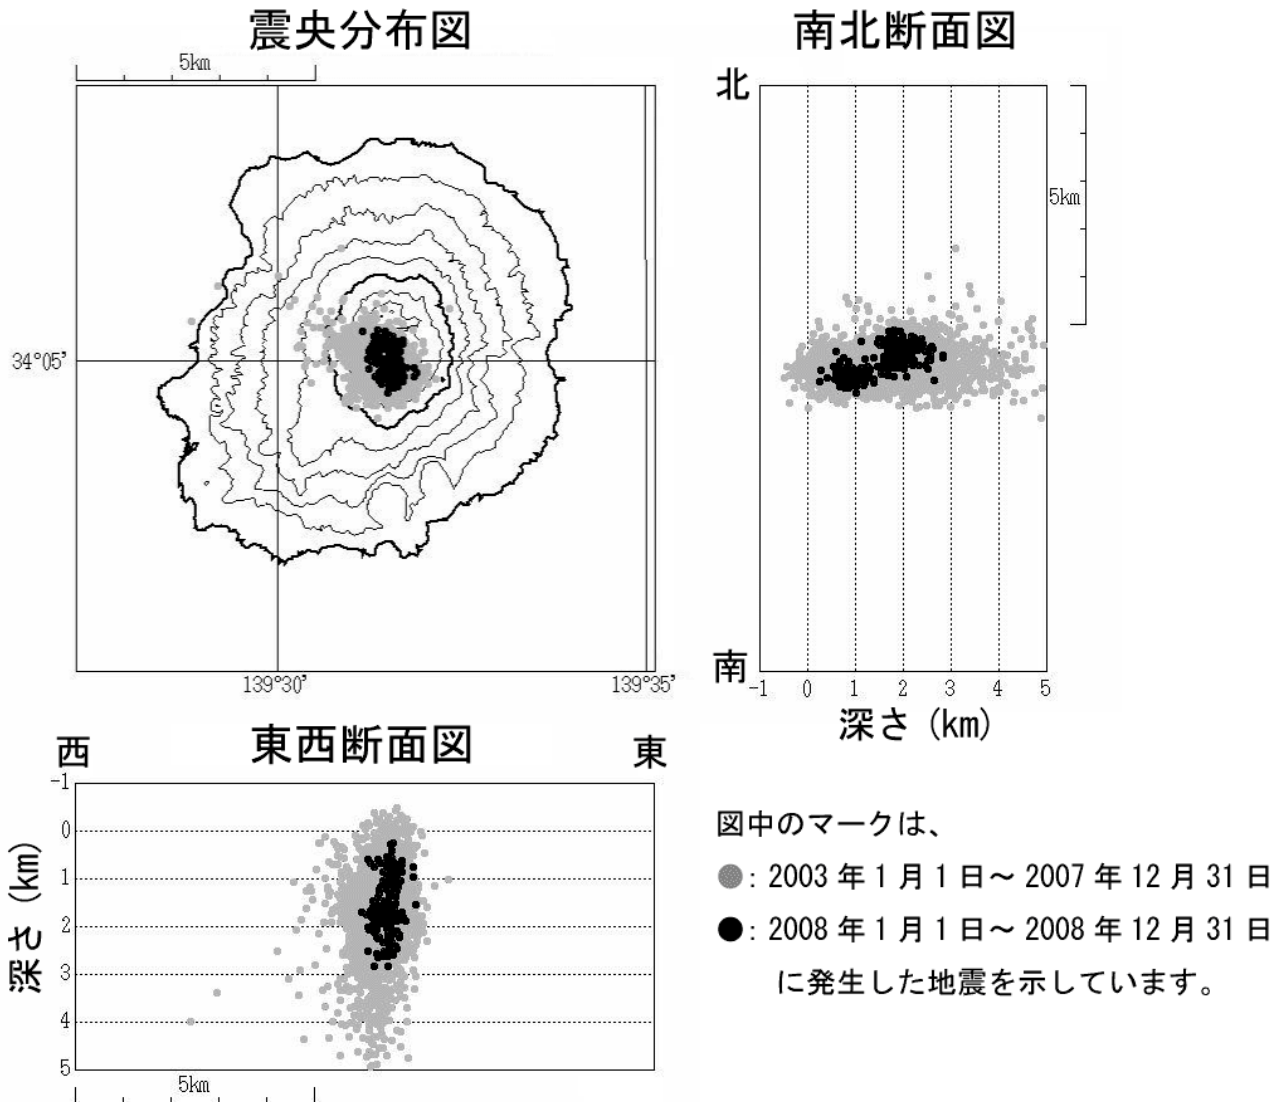 震央分布図
5km
34°05'
139°30'
139°35'
南北断面図
北
5km
南
-1 0 1 2 3 4 5
深さ (km)
東西断面図
西
東
-1
0
1
2
3
4
5
深さ (km)
5km
図中のマークは、
●: 2003 年 1 月 1 日～ 2007 年 12 月 31 日
●: 2008 年 1 月 1 日～ 2008 年 12 月 31 日
に発生した地震を示しています。